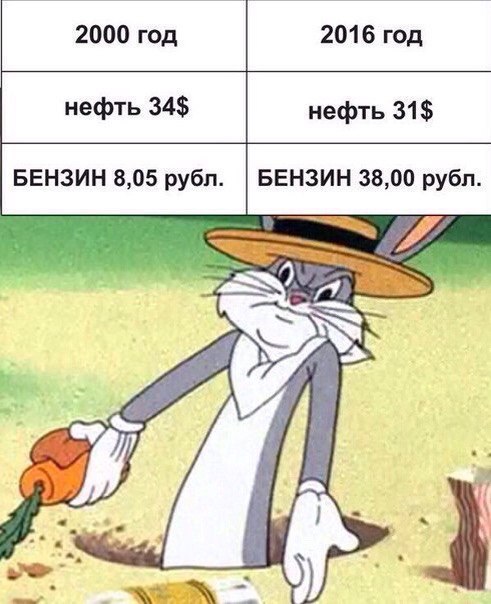 2000 год 2016 год
нефть 34$ нефть 31$
БЕНЗИН 8,05 рубл. БЕНЗИН 38,00 рубл.